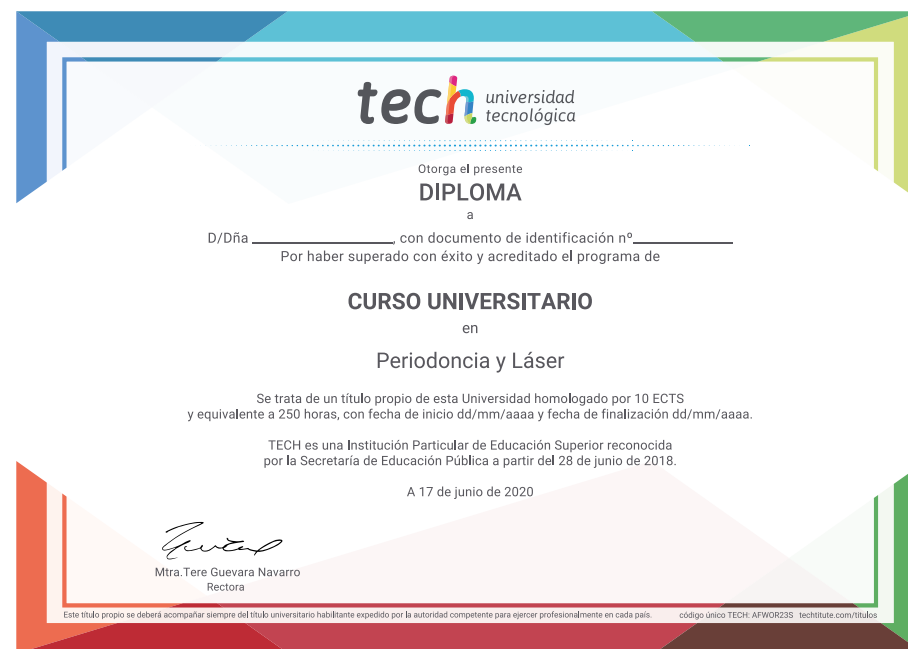 tech universidad
tecnológica
Otorga el presente
DIPLOMA
a
D/Dña ____________________, con documento de identificación nº______________
Por haber superado con éxito y acreditado el programa de
CURSO UNIVERSITARIO
en
Periodoncia y Láser
Se trata de un título propio de esta Universidad homologado por 10 ECTS
y equivalente a 250 horas, con fecha de inicio dd/mm/aaaa y fecha de finalización dd/mm/aaaa.
TECH es una Institución Particular de Educación Superior reconocida
por la Secretaría de Educación Pública a partir del 28 de junio de 2018.
A 17 de junio de 2020
Mtra.Tere Guevara Navarro
Rectora
Este título propio se deberá acompañar siempre del título universitario habilitante expedido por la autoridad competente para ejercer profesionalmente en cada país. código único TECH: AFWOR23S techtitute.com/titulos